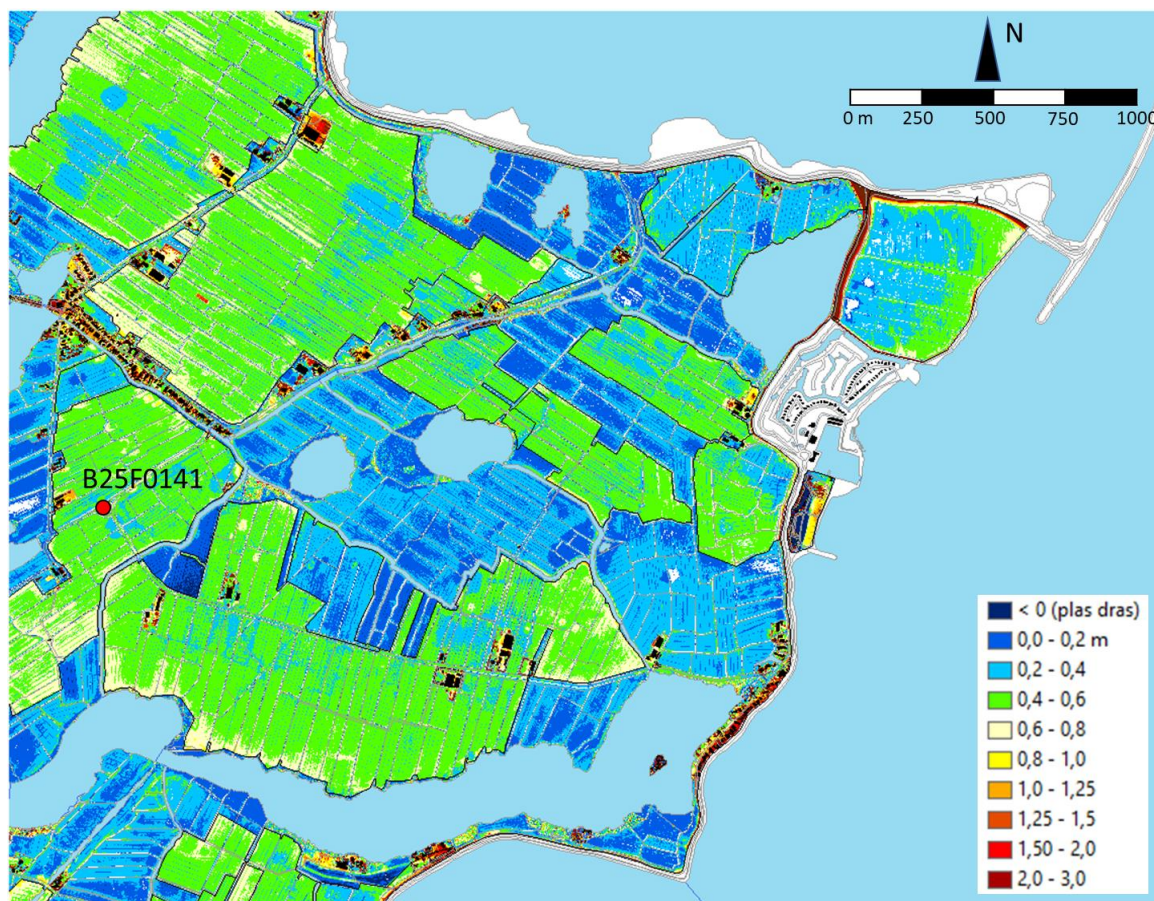 N
0 m 250 500 750 1000
B25F0141
< 0 (plas dras)
0,0 - 0,2 m
0,2 - 0,4
0,4 - 0,6
0,6 - 0,8
0,8 - 1,0
1,0 - 1,25
1,25 - 1,5
1,50 - 2,0
2,0 - 3,0